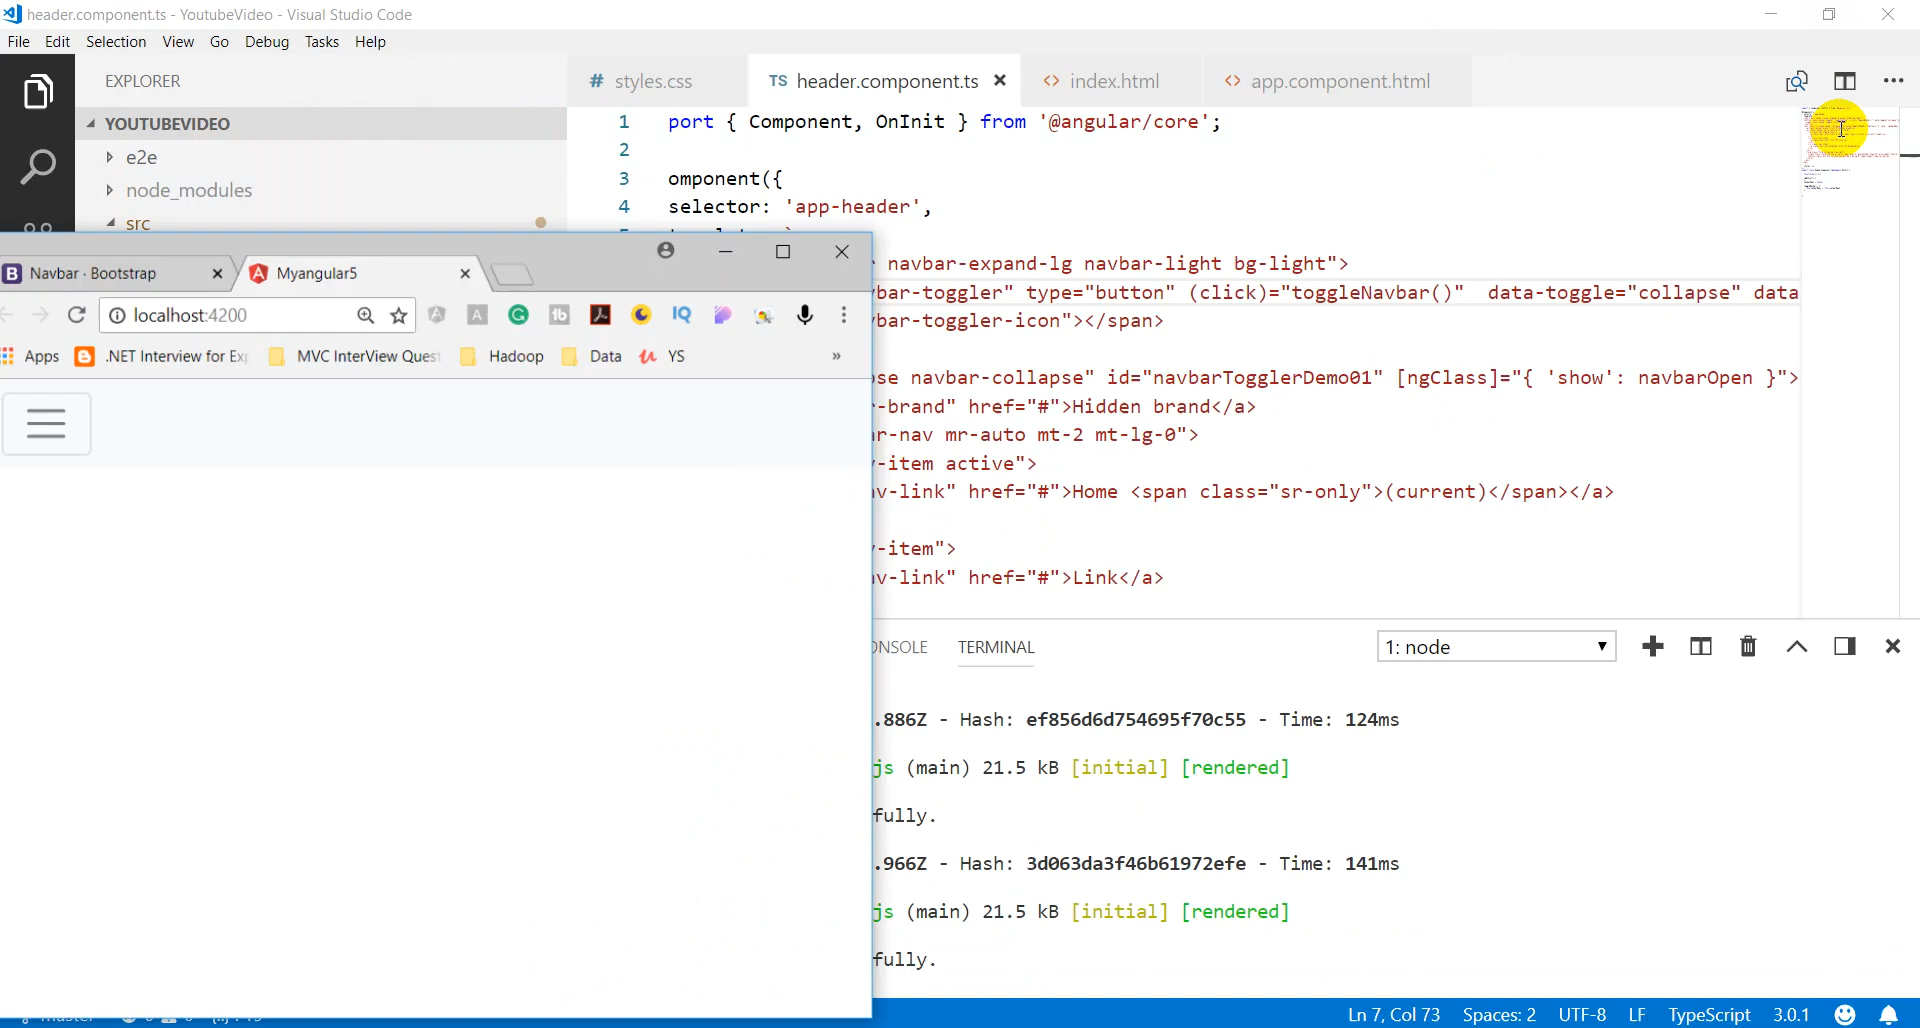 header.component.ts - YoutubeVideo - Visual Studio Code
File Edit Selection View Go Debug Tasks Help
EXPLORER
YOUTUBEVIDEO
e2e
node_modules
src
# styles.css
TS header.component.ts ×
<> index.html
<> app.component.html
1 port { Component, OnInit } from '@angular/core';
2
3 omponent({
4 selector: 'app-header',
navbar-expand-lg navbar-light bg-light">
bar-toggler" type="button" (click)="toggleNavbar()"  data-toggle="collapse" data
bar-toggler-icon"></span>
se navbar-collapse" id="navbarTogglerDemo01" [ngClass]="{ 'show': navbarOpen }">
-brand" href="#">Hidden brand</a>
r-nav mr-auto mt-2 mt-lg-0">
-item active">
v-link" href="#">Home <span class="sr-only">(current)</span></a>
-item">
v-link" href="#">Link</a>
B Navbar · Bootstrap ×
Myangular5 ×
localhost:4200
Apps .NET Interview for Exp MVC InterView Quest Hadoop Data YS »
ONSOLE TERMINAL
1: node
.886Z - Hash: ef856d6d754695f70c55 - Time: 124ms
js (main) 21.5 kB [initial] [rendered]
fully.
.966Z - Hash: 3d063da3f46b61972efe - Time: 141ms
js (main) 21.5 kB [initial] [rendered]
fully.
Ln 7, Col 73 Spaces: 2 UTF-8 LF TypeScript 3.0.1